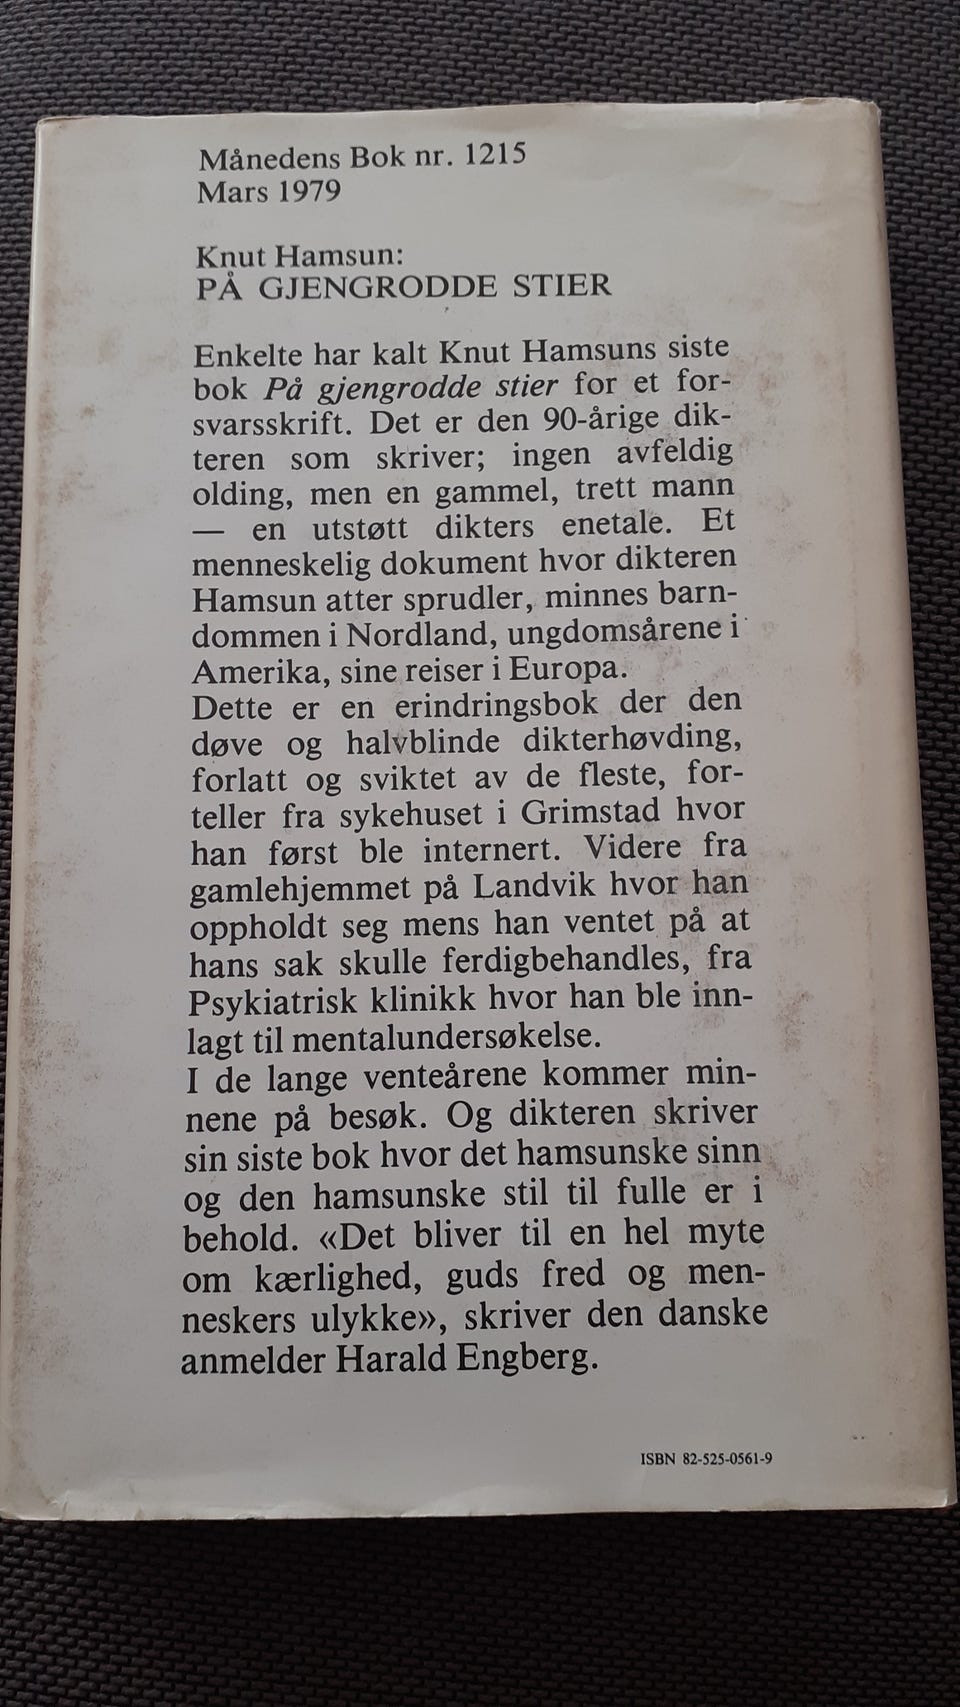 Månedens Bok nr. 1215
Mars 1979
Knut Hamsun:
PÅ GJENGRODDE STIER
Enkelte har kalt Knut Hamsuns siste
bok På gjengrodde stier for et for-
svarsskrift. Det er den 90-årige dik-
teren som skriver; ingen avfeldig
olding, men en gammel, trett mann
— en utstøtt dikters enetale. Et
menneskelig dokument hvor dikteren
Hamsun atter sprudler, minnes barn-
dommen i Nordland, ungdomsårene i
Amerika, sine reiser i Europa.
Dette er en erindringsbok der den
døve og halvblinde dikterhøvding,
forlatt og sviktet av de fleste, for-
teller fra sykehuset i Grimstad hvor
han først ble internert. Videre fra
gamlehjemmet på Landvik hvor han
oppholdt seg mens han ventet på at
hans sak skulle ferdigbehandles, fra
Psykiatrisk klinikk hvor han ble inn-
lagt til mentalundersøkelse.
I de lange venteårene kommer min-
nene på besøk. Og dikteren skriver
sin siste bok hvor det hamsunske sinn
og den hamsunske stil til fulle er i
behold. «Det bliver til en hel myte
om kærlighed, guds fred og men-
neskers ulykke», skriver den danske
anmelder Harald Engberg.
ISBN 82-525-0561-9